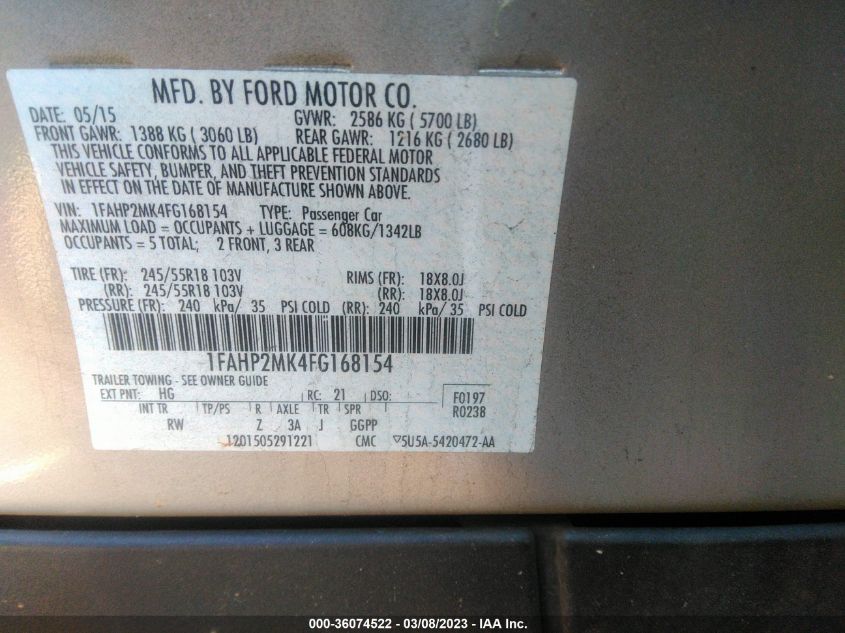 MFD. BY FORD MOTOR CO.
DATE: 05/15 GVWR: 2586 KG ( 5700 LB)
FRONT GAWR: 1388 KG ( 3060 LB) REAR GAWR: 1216 KG ( 2680 LB)
THIS VEHICLE CONFORMS TO ALL APPLICABLE FEDERAL MOTOR
VEHICLE SAFETY, BUMPER, AND THEFT PREVENTION STANDARDS
IN EFFECT ON THE DATE OF MANUFACTURE SHOWN ABOVE.
VIN: 1FAHP2MK4FG168154 TYPE: Passenger Car
MAXIMUM LOAD = OCCUPANTS + LUGGAGE = 608KG/1342LB
OCCUPANTS = 5 TOTAL; 2 FRONT, 3 REAR
TIRE (FR): 245/55R18 103V RIMS (FR): 18X8.0J
(RR): 245/55R18 103V (RR): 18X8.0J
PRESSURE (FR): 240 kPa/ 35 PSI COLD (RR): 240 kPa/ 35 PSI COLD
1FAHP2MK4FG168154
TRAILER TOWING - SEE OWNER GUIDE
EXT PNT: HG RC: 21 DSO: F0197
INT TR TP/PS R AXLE TR SPR R0238
RW Z 3A J GGPP
1201505291221 CMC ▽5U5A-5420472-AA
000-36074522 — 03/08/2023 — IAA Inc.